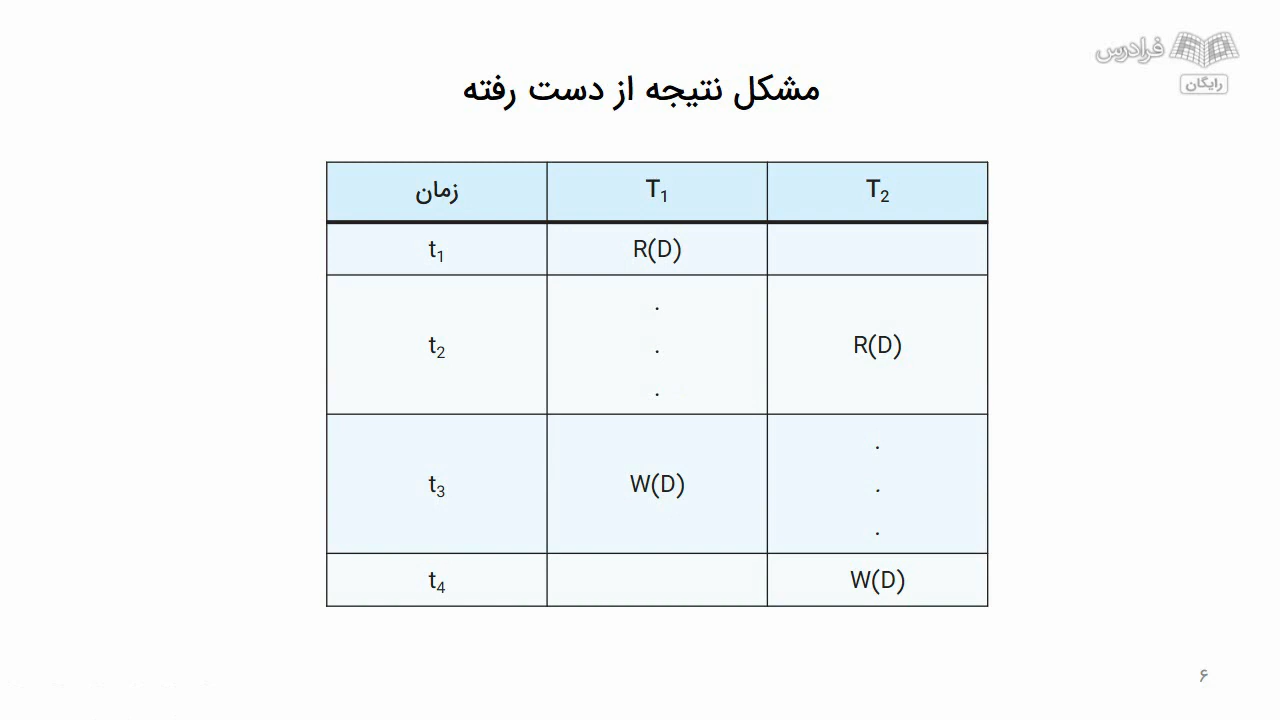 فرادرس
رایگان
مشکل نتیجه از دست رفته
زمان T₁ T₂
t₁ R(D)
.
.
.
t₂ R(D)
t₃ W(D)
.
.
.
t₄ W(D)
۶